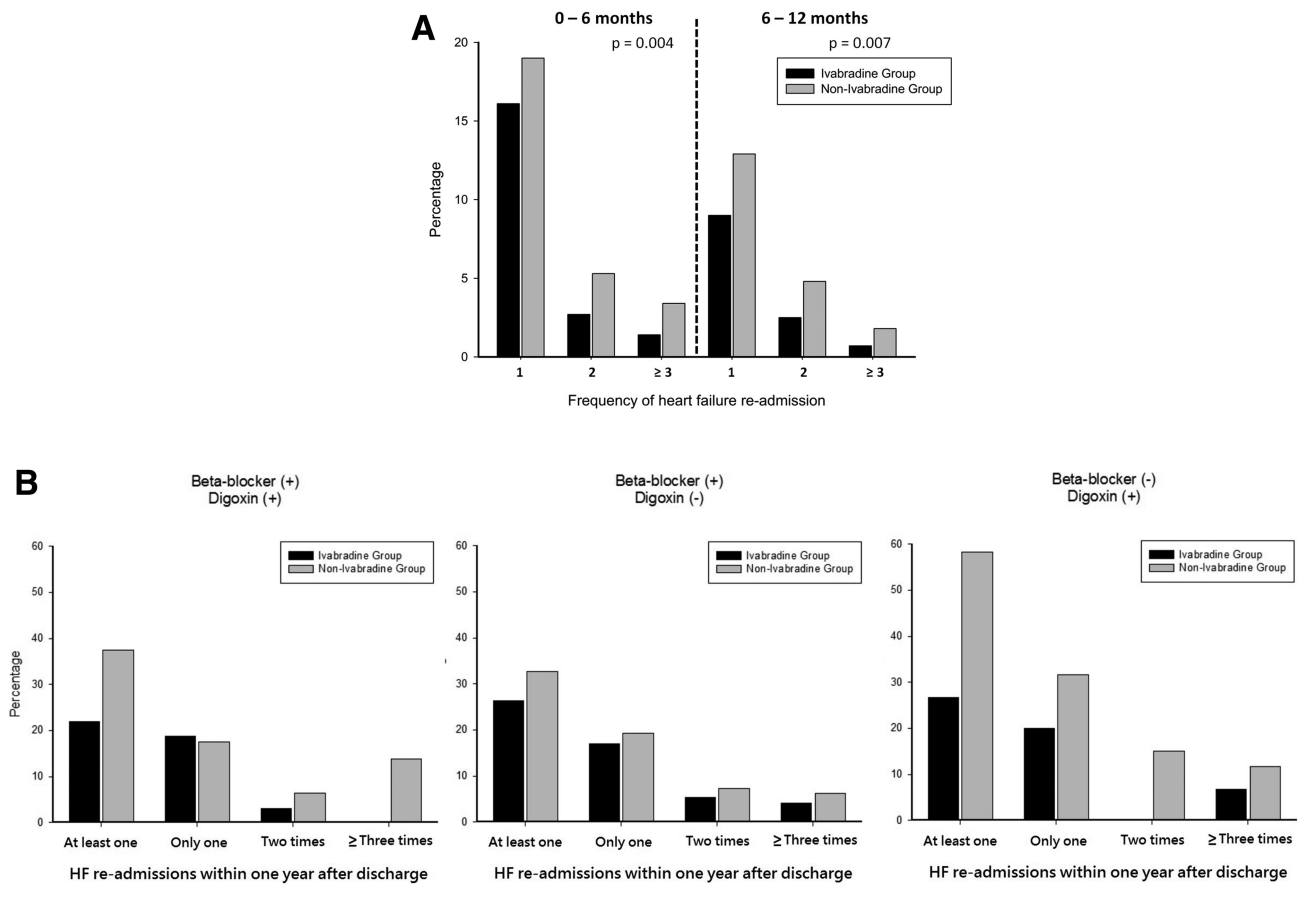 A
0 – 6 months
6 – 12 months
p = 0.004
p = 0.007
Ivabradine Group
Non-Ivabradine Group
Percentage
20
15
10
5
0
1
2
≥ 3
1
2
≥ 3
Frequency of heart failure re-admission
B
Beta-blocker (+)
Digoxin (+)
Ivabradine Group
Non-Ivabradine Group
Percentage
60
50
40
30
20
10
0
At least one
Only one
Two times
≥ Three times
HF re-admissions within one year after discharge
Beta-blocker (+)
Digoxin (-)
Ivabradine Group
Non-Ivabradine Group
60
50
40
30
20
10
0
At least one
Only one
Two times
≥ Three times
HF re-admissions within one year after discharge
Beta-blocker (-)
Digoxin (+)
Ivabradine Group
Non-Ivabradine Group
60
50
40
30
20
10
0
At least one
Only one
Two times
≥ Three times
HF re-admissions within one year after discharge